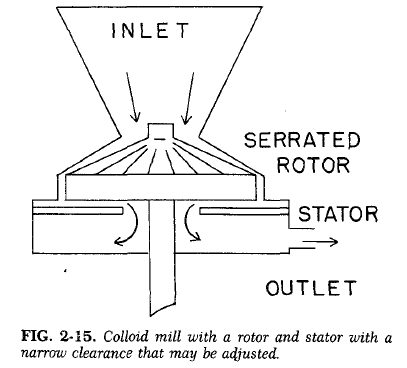 INLET
SERRATED
ROTOR
STATOR
OUTLET
FIG. 2-15. Colloid mill with a rotor and stator with a
narrow clearance that may be adjusted.